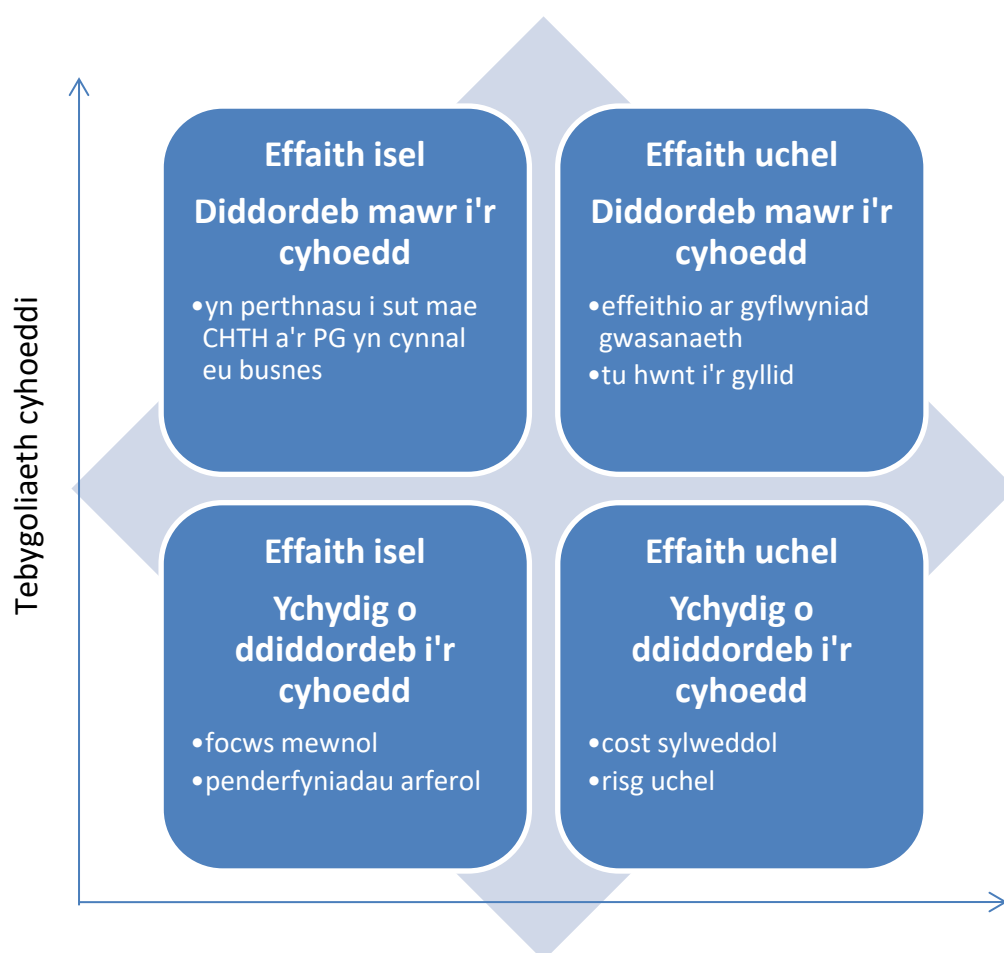 Tebygoliaeth cyhoeddi
Effaith isel
Diddordeb mawr i'r
cyhoedd
•yn perthnasu i sut mae
CHTH a'r PG yn cynnal
eu busnes
Effaith uchel
Diddordeb mawr i'r
cyhoedd
•effeithio ar gyflwyniad
gwasanaeth
•tu hwnt i'r gyllid
Effaith isel
Ychydig o
ddiddordeb i'r
cyhoedd
•focws mewnol
•penderfyniadau arferol
Effaith uchel
Ychydig o
ddiddordeb i'r
cyhoedd
•cost sylweddol
•risg uchel